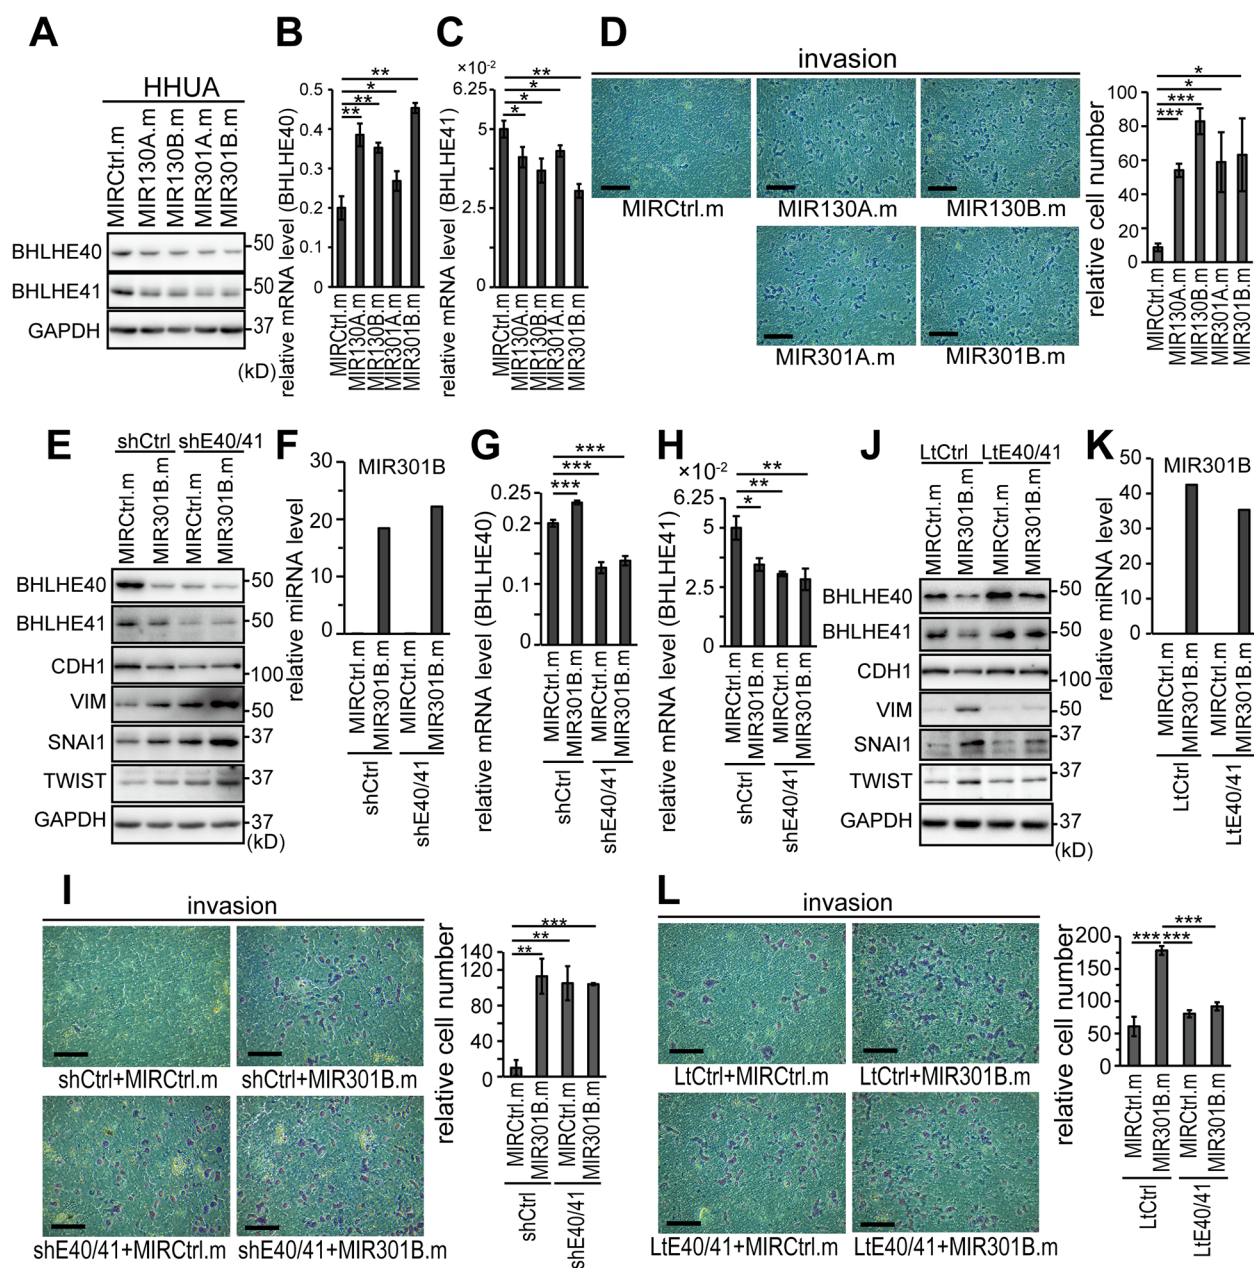 A
HHUA
MIRCtrl.m
MIR130A.m
MIR130B.m
MIR301A.m
MIR301B.m
BHLHE40
50
BHLHE41
50
GAPDH
37
(kD)
B
relative mRNA level (BHLHE40)
0.5
0.4
0.3
0.2
0.1
0
**
*
**
**
MIRCtrl.m
MIR130A.m
MIR130B.m
MIR301A.m
MIR301B.m
C
×10⁻²
relative mRNA level (BHLHE41)
6.25
5
2.5
0
**
*
*
*
MIRCtrl.m
MIR130A.m
MIR130B.m
MIR301A.m
MIR301B.m
D
invasion
MIRCtrl.m
MIR130A.m
MIR130B.m
MIR301A.m
MIR301B.m
relative cell number
100
80
60
40
20
0
*
*
***
***
MIRCtrl.m
MIR130A.m
MIR130B.m
MIR301A.m
MIR301B.m
E
shCtrl shE40/41
MIRCtrl.m
MIR301B.m
MIRCtrl.m
MIR301B.m
BHLHE40
50
BHLHE41
50
CDH1
100
VIM
50
SNAI1
37
TWIST
37
GAPDH
37
(kD)
F
relative miRNA level
MIR301B
30
20
10
0
MIRCtrl.m
MIR301B.m
MIRCtrl.m
MIR301B.m
shCtrl
shE40/41
G
relative mRNA level (BHLHE40)
0.25
0.2
0.1
0
***
***
***
MIRCtrl.m
MIR301B.m
MIRCtrl.m
MIR301B.m
shCtrl
shE40/41
H
×10⁻²
relative mRNA level (BHLHE41)
6.25
5
2.5
0
**
**
*
MIRCtrl.m
MIR301B.m
MIRCtrl.m
MIR301B.m
shCtrl
shE40/41
J
LtCtrl LtE40/41
MIRCtrl.m
MIR301B.m
MIRCtrl.m
MIR301B.m
BHLHE40
50
BHLHE41
50
CDH1
100
VIM
50
SNAI1
37
TWIST
37
GAPDH
37
(kD)
K
relative miRNA level
MIR301B
50
40
30
20
10
0
MIRCtrl.m
MIR301B.m
MIRCtrl.m
MIR301B.m
LtCtrl
LtE40/41
I
invasion
shCtrl+MIRCtrl.m
shCtrl+MIR301B.m
shE40/41+MIRCtrl.m
shE40/41+MIR301B.m
relative cell number
140
120
80
40
0
***
**
**
MIRCtrl.m
MIR301B.m
MIRCtrl.m
MIR301B.m
shCtrl
shE40/41
L
invasion
LtCtrl+MIRCtrl.m
LtCtrl+MIR301B.m
LtE40/41+MIRCtrl.m
LtE40/41+MIR301B.m
relative cell number
200
150
100
50
0
***
***
***
MIRCtrl.m
MIR301B.m
MIRCtrl.m
MIR301B.m
LtCtrl
LtE40/41